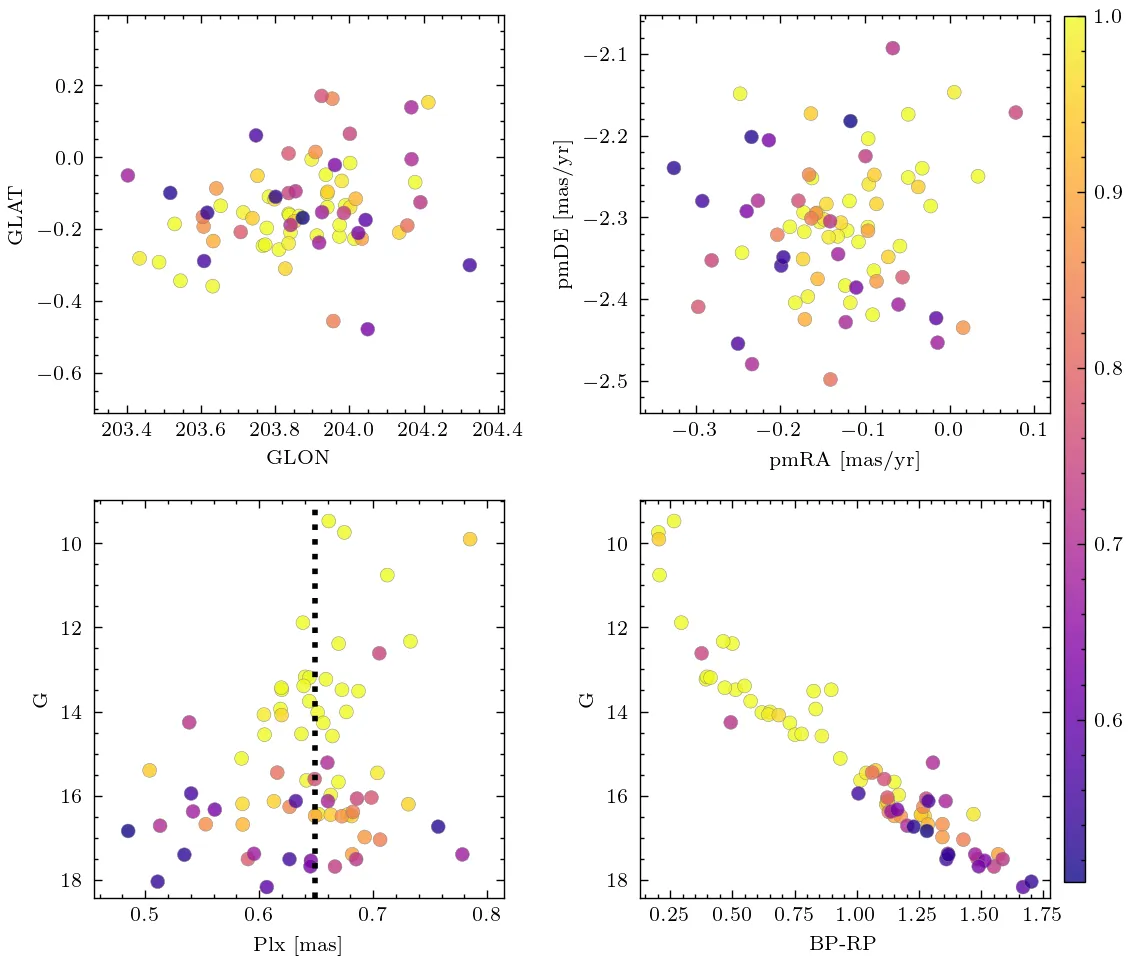 0.2
0.0
−0.2
−0.4
−0.6
GLAT
203.4 203.6 203.8 204.0 204.2 204.4
GLON
−2.1
−2.2
−2.3
−2.4
−2.5
pmDE [mas/yr]
−0.3 −0.2 −0.1 0.0 0.1
pmRA [mas/yr]
10
12
14
16
18
G
0.5 0.6 0.7 0.8
Plx [mas]
10
12
14
16
18
G
0.25 0.50 0.75 1.00 1.25 1.50 1.75
BP-RP
1.0
0.9
0.8
0.7
0.6